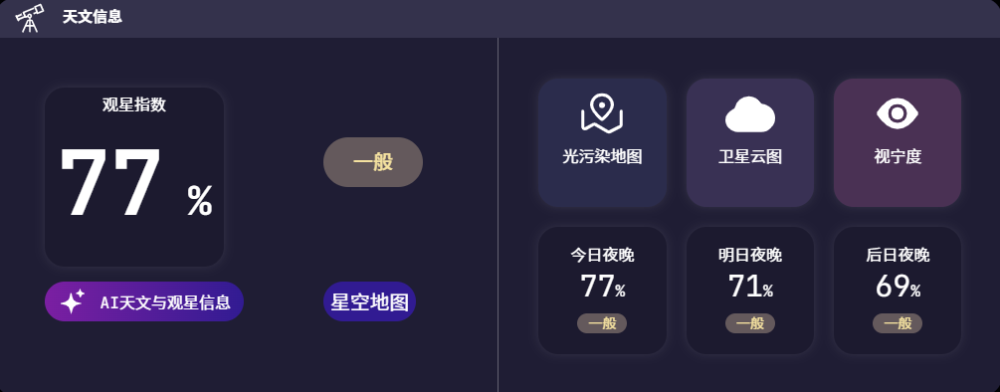 天文信息
观星指数
77 %
一般
AI天文与观星信息
星空地图
光污染地图
卫星云图
视宁度
今日夜晚
77%
一般
明日夜晚
71%
一般
后日夜晚
69%
一般